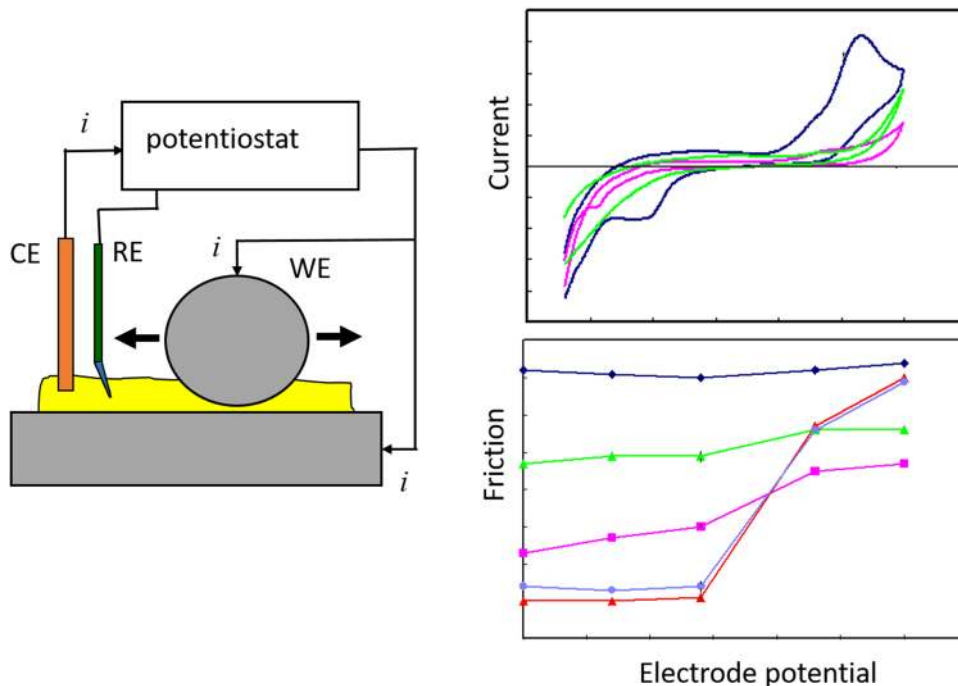 i
potentiostat
CE
RE
i
WE
i
Current
Friction
Electrode potential